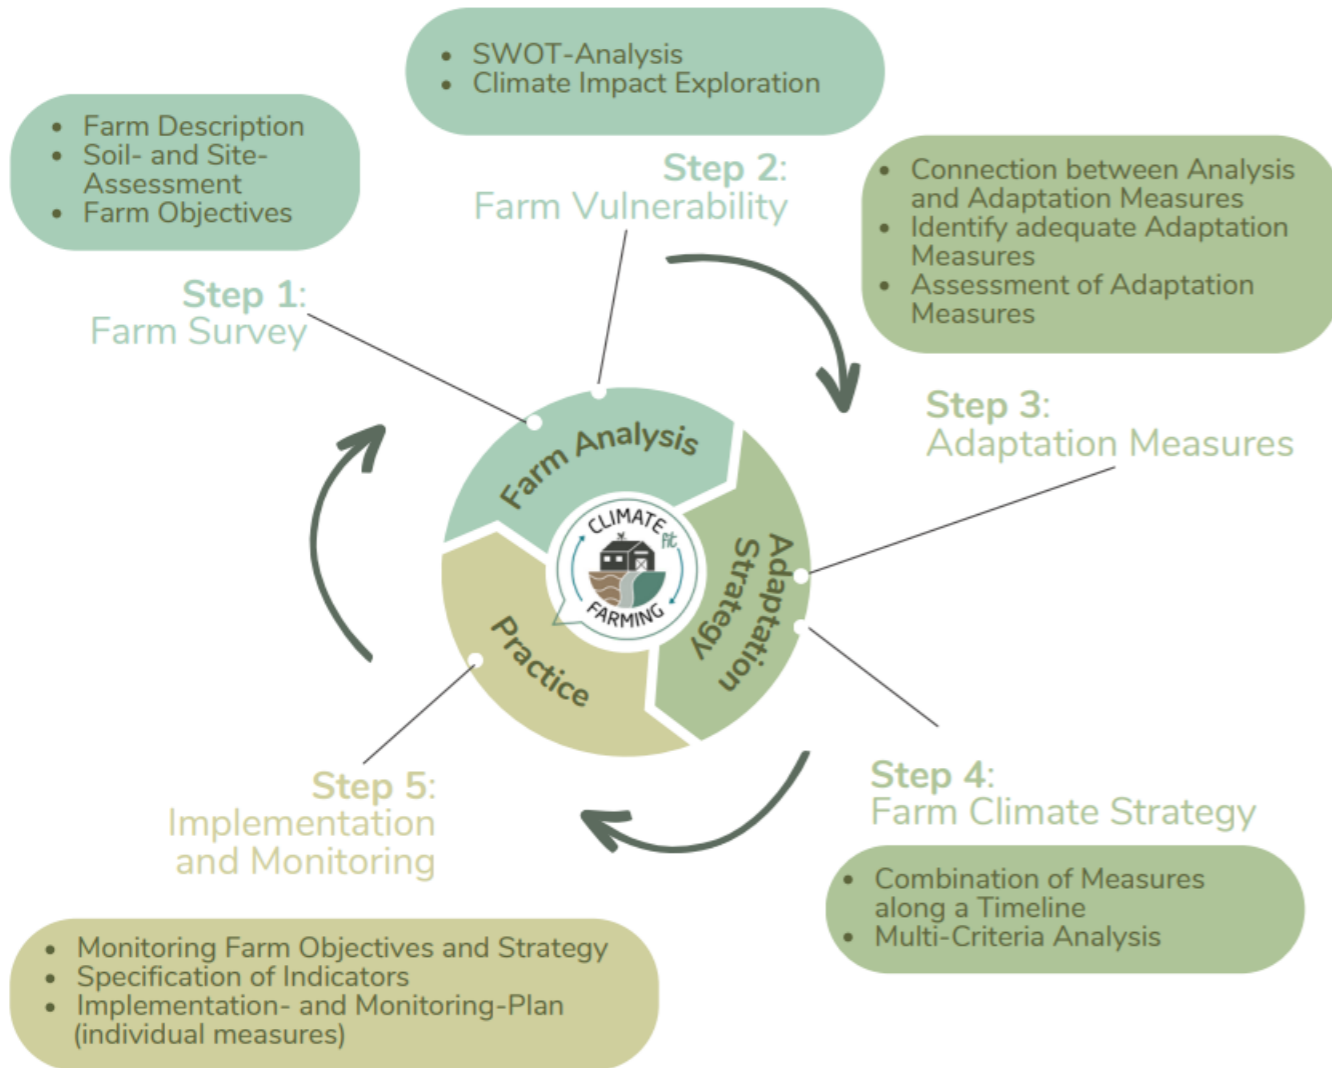 • SWOT-Analysis
• Climate Impact Exploration
• Farm Description
• Soil- and Site-
Assessment
• Farm Objectives
Step 2:
Farm Vulnerability
• Connection between Analysis
and Adaptation Measures
• Identify adequate Adaptation
Measures
• Assessment of Adaptation
Measures
Step 1:
Farm Survey
Step 3:
Adaptation Measures
Farm Analysis
CLIMATE
fit
FARMING
Adaptation
Strategy
Practice
Step 4:
Farm Climate Strategy
• Combination of Measures
along a Timeline
• Multi-Criteria Analysis
Step 5:
Implementation
and Monitoring
• Monitoring Farm Objectives and Strategy
• Specification of Indicators
• Implementation- and Monitoring-Plan
(individual measures)